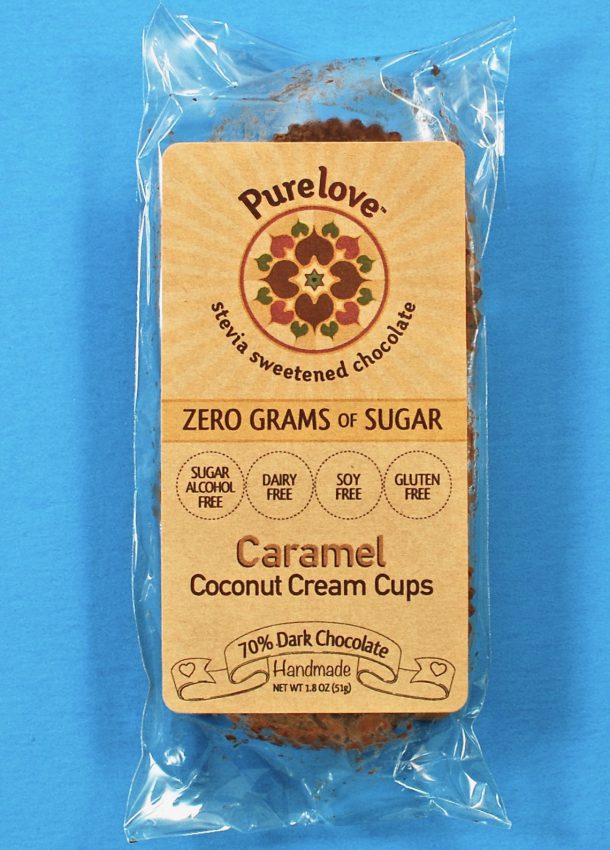 Purelove™
stevia sweetened chocolate
ZERO GRAMS OF SUGAR
SUGAR
ALCOHOL
FREE
DAIRY
FREE
SOY
FREE
GLUTEN
FREE
Caramel
Coconut Cream Cups
70% Dark Chocolate
Handmade
NET WT 1.8 OZ (51g)